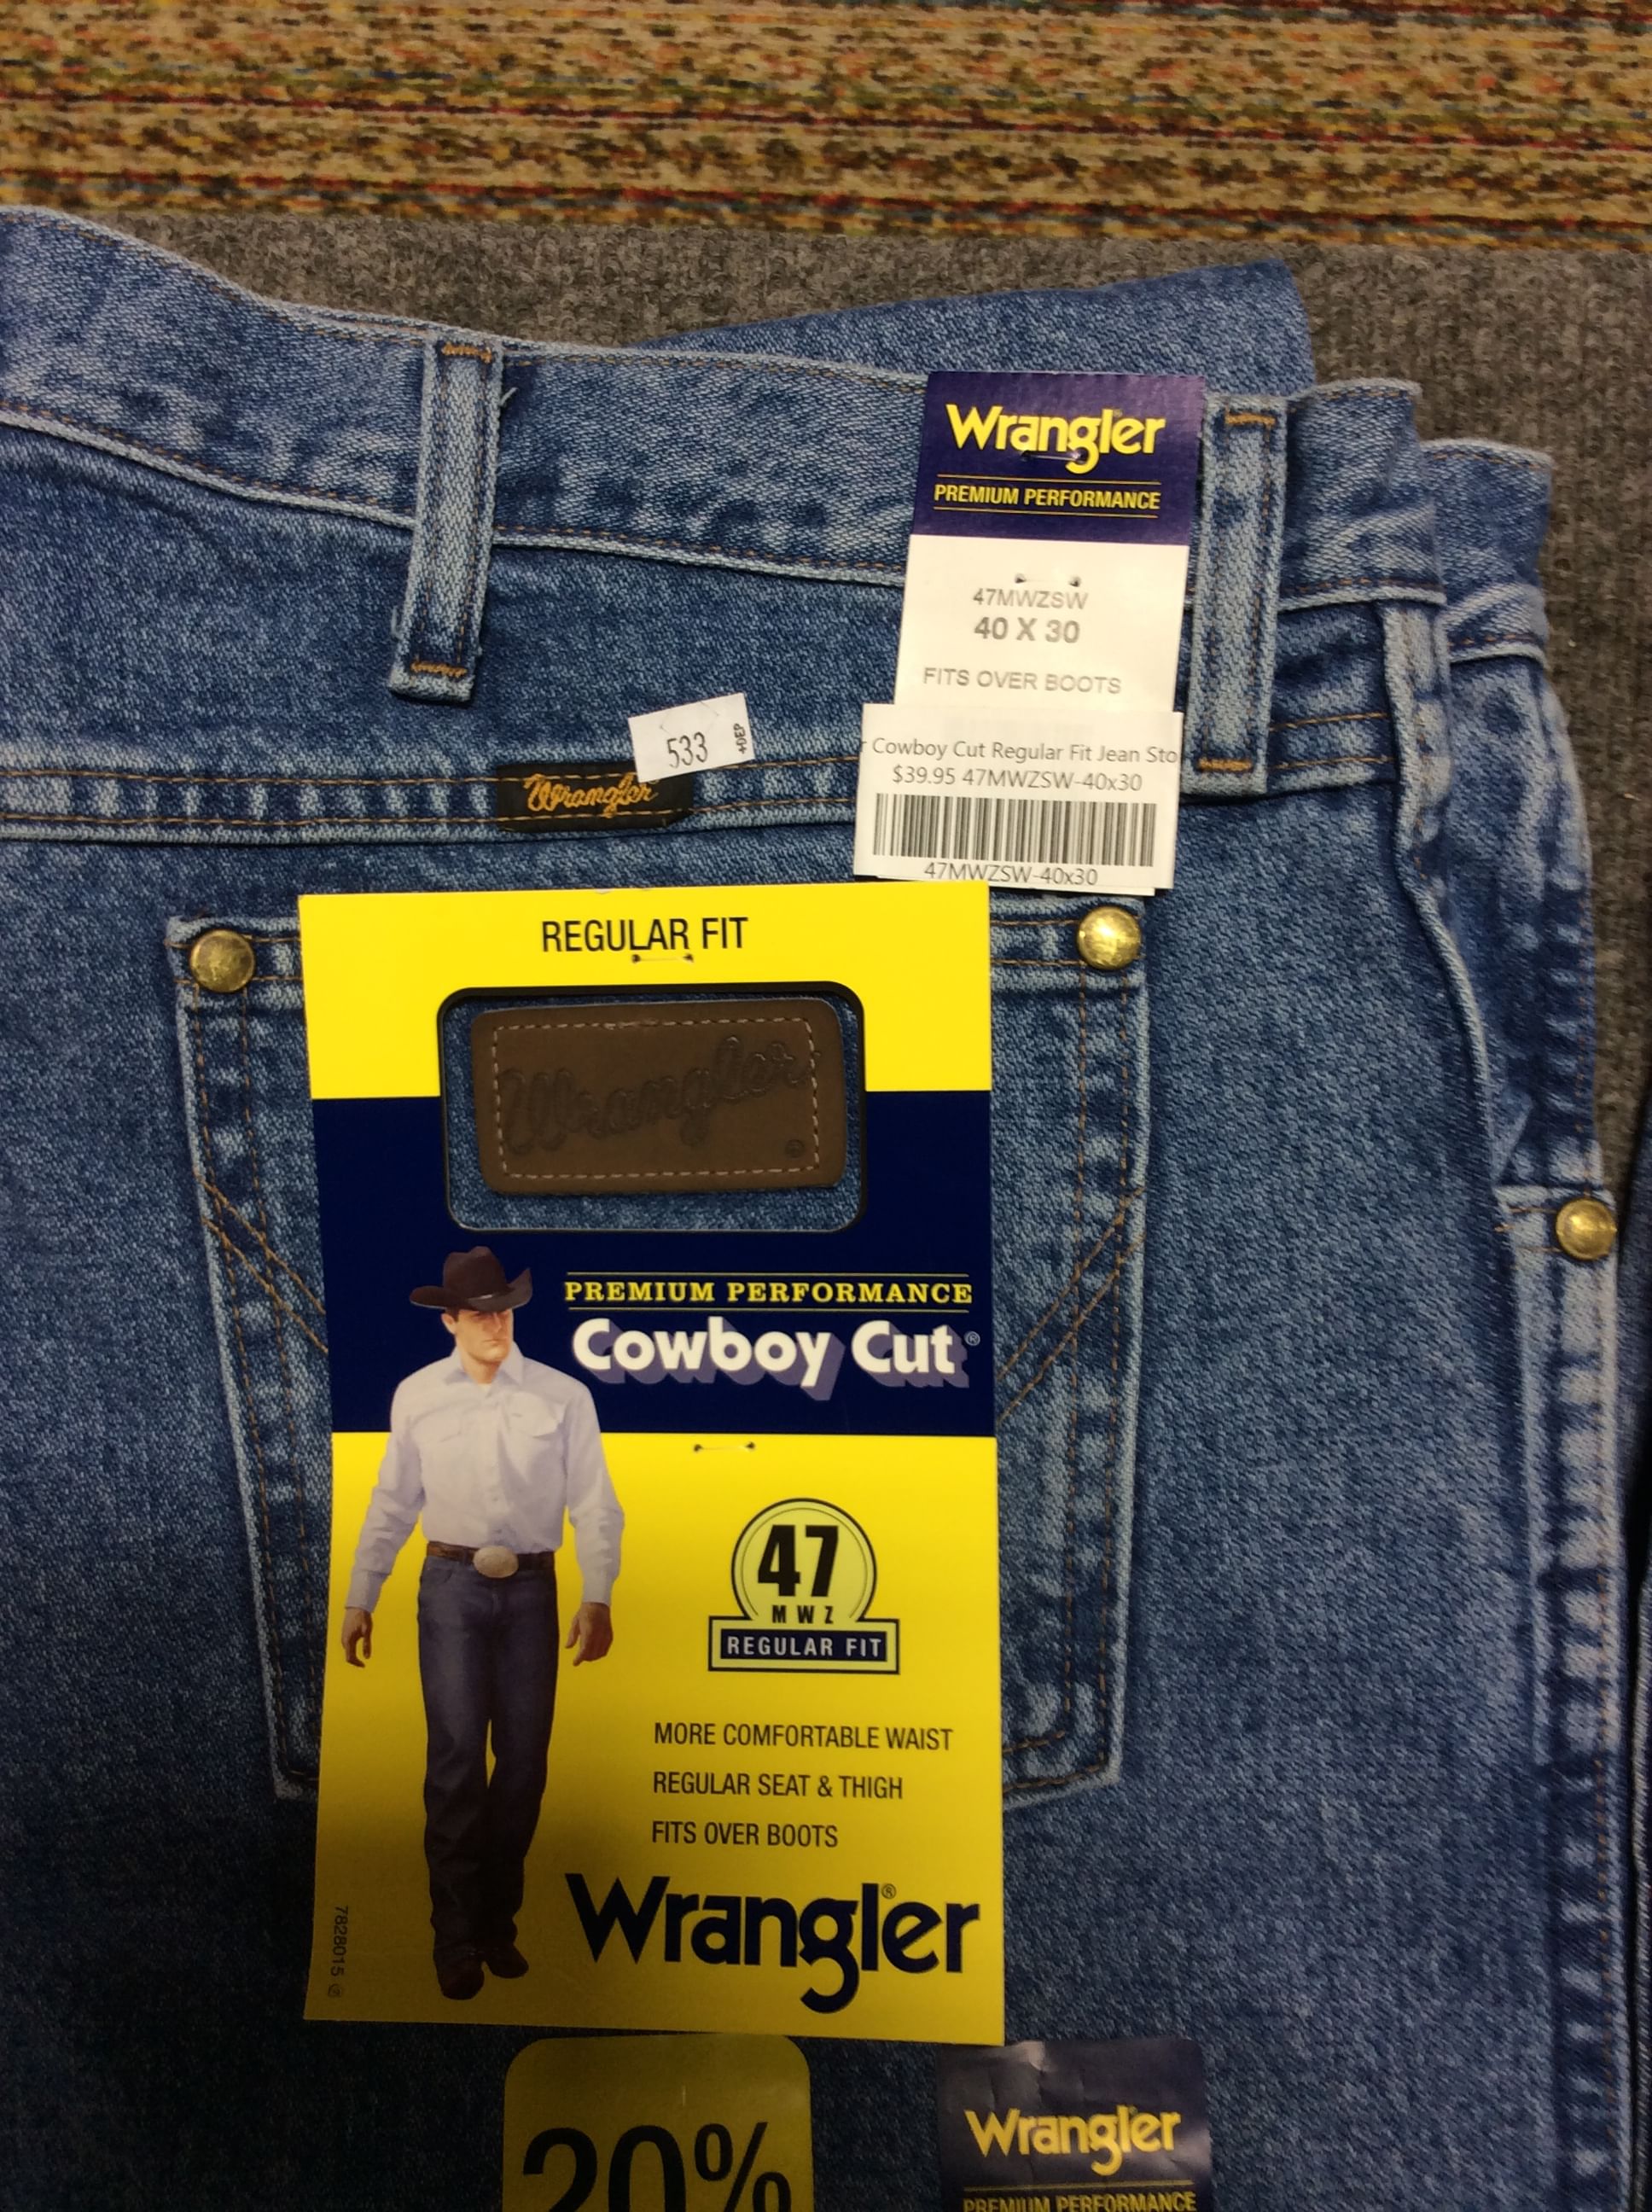 Wrangler
PREMIUM PERFORMANCE
47MWZSW
40 X 30
FITS OVER BOOTS
r Cowboy Cut Regular Fit Jean Sto
$39.95 47MWZSW-40x30
47MWZSW-40x30
533
Wrangler
REGULAR FIT
Wrangler
PREMIUM PERFORMANCE
Cowboy Cut®
47
MWZ
REGULAR FIT
MORE COMFORTABLE WAIST
REGULAR SEAT & THIGH
FITS OVER BOOTS
Wrangler®
7828015
20%
Wrangler
PREMIUM PERFORMANCE